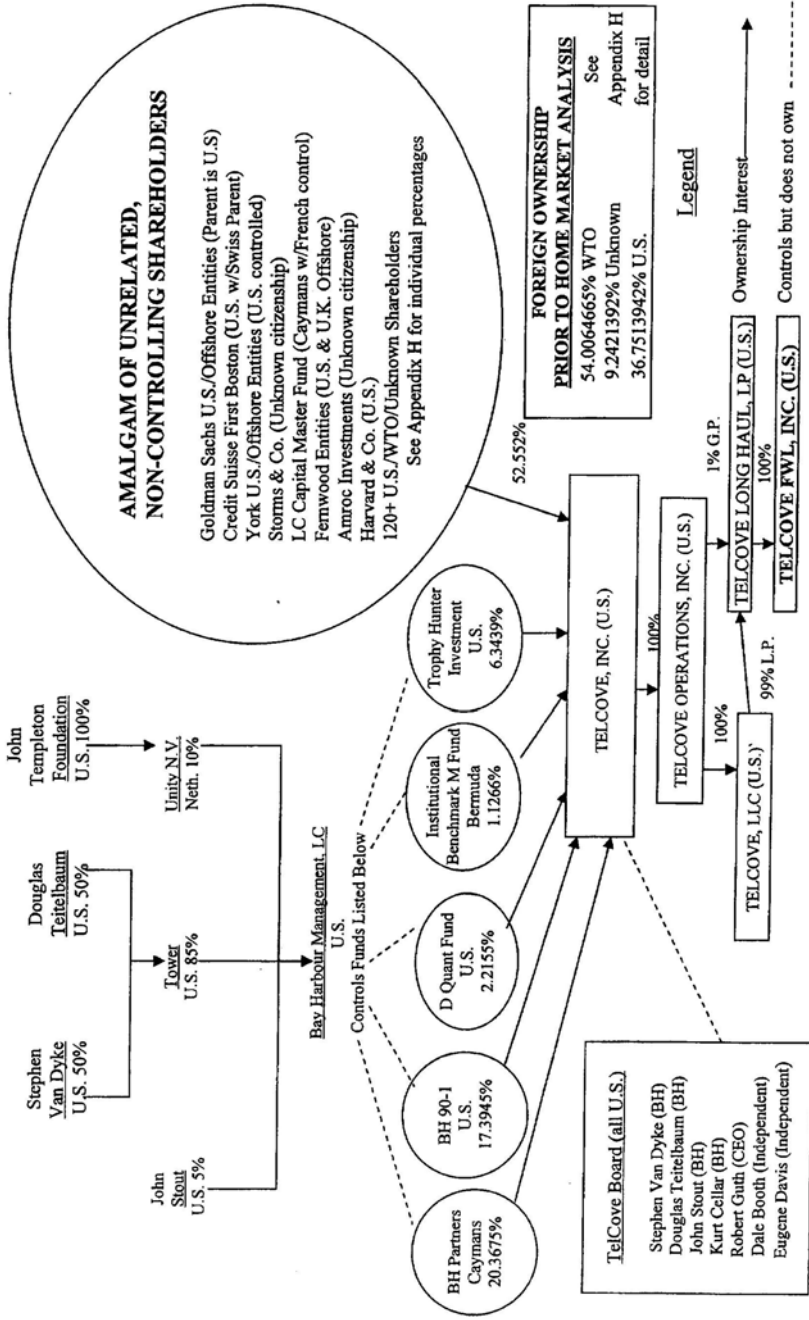 John
Stout
U.S. 5%
Stephen
Van Dyke
U.S. 50%
Douglas
Teitelbaum
U.S. 50%
Tower
U.S. 85%
John
Templeton
Foundation
U.S. 100%
Unity N.V.
Neth. 10%
Bay Harbour Management, LC
U.S.
Controls Funds Listed Below
BH Partners
Caymans
20.3675%
BH 90-1
U.S.
17.3945%
D Quant Fund
U.S.
2.2155%
Institutional
Benchmark M Fund
Bermuda
1.1266%
Trophy Hunter
Investment
U.S.
6.3439%
AMALGAM OF UNRELATED,
NON-CONTROLLING SHAREHOLDERS
Goldman Sachs U.S./Offshore Entities (Parent is U.S)
Credit Suisse First Boston (U.S. w/Swiss Parent)
York U.S./Offshore Entities (U.S. controlled)
Storms & Co. (Unknown citizenship)
LC Capital Master Fund (Caymans w/French control)
Fernwood Entities (U.S. & U.K. Offshore)
Amroc Investments (Unknown citizenship)
Harvard & Co. (U.S.)
120+ U.S./WTO/Unknown Shareholders
See Appendix H for individual percentages
52.552%
TELCOVE, INC. (U.S.)
100%
TELCOVE OPERATIONS, INC. (U.S.)
100%
1% G.P.
TELCOVE, LLC (U.S.)`
99% L.P.
TELCOVE LONG HAUL, LP (U.S.)
100%
TELCOVE FWL, INC. (U.S.)
TelCove Board (all U.S.)
Stephen Van Dyke (BH)
Douglas Teitelbaum (BH)
John Stout (BH)
Kurt Cellar (BH)
Robert Guth (CEO)
Dale Booth (Independent)
Eugene Davis (Independent)
FOREIGN OWNERSHIP
PRIOR TO HOME MARKET ANALYSIS
54.0064665% WTO See
9.2421392% Unknown Appendix H
36.7513942% U.S. for detail
Legend
Ownership Interest
Controls but does not own